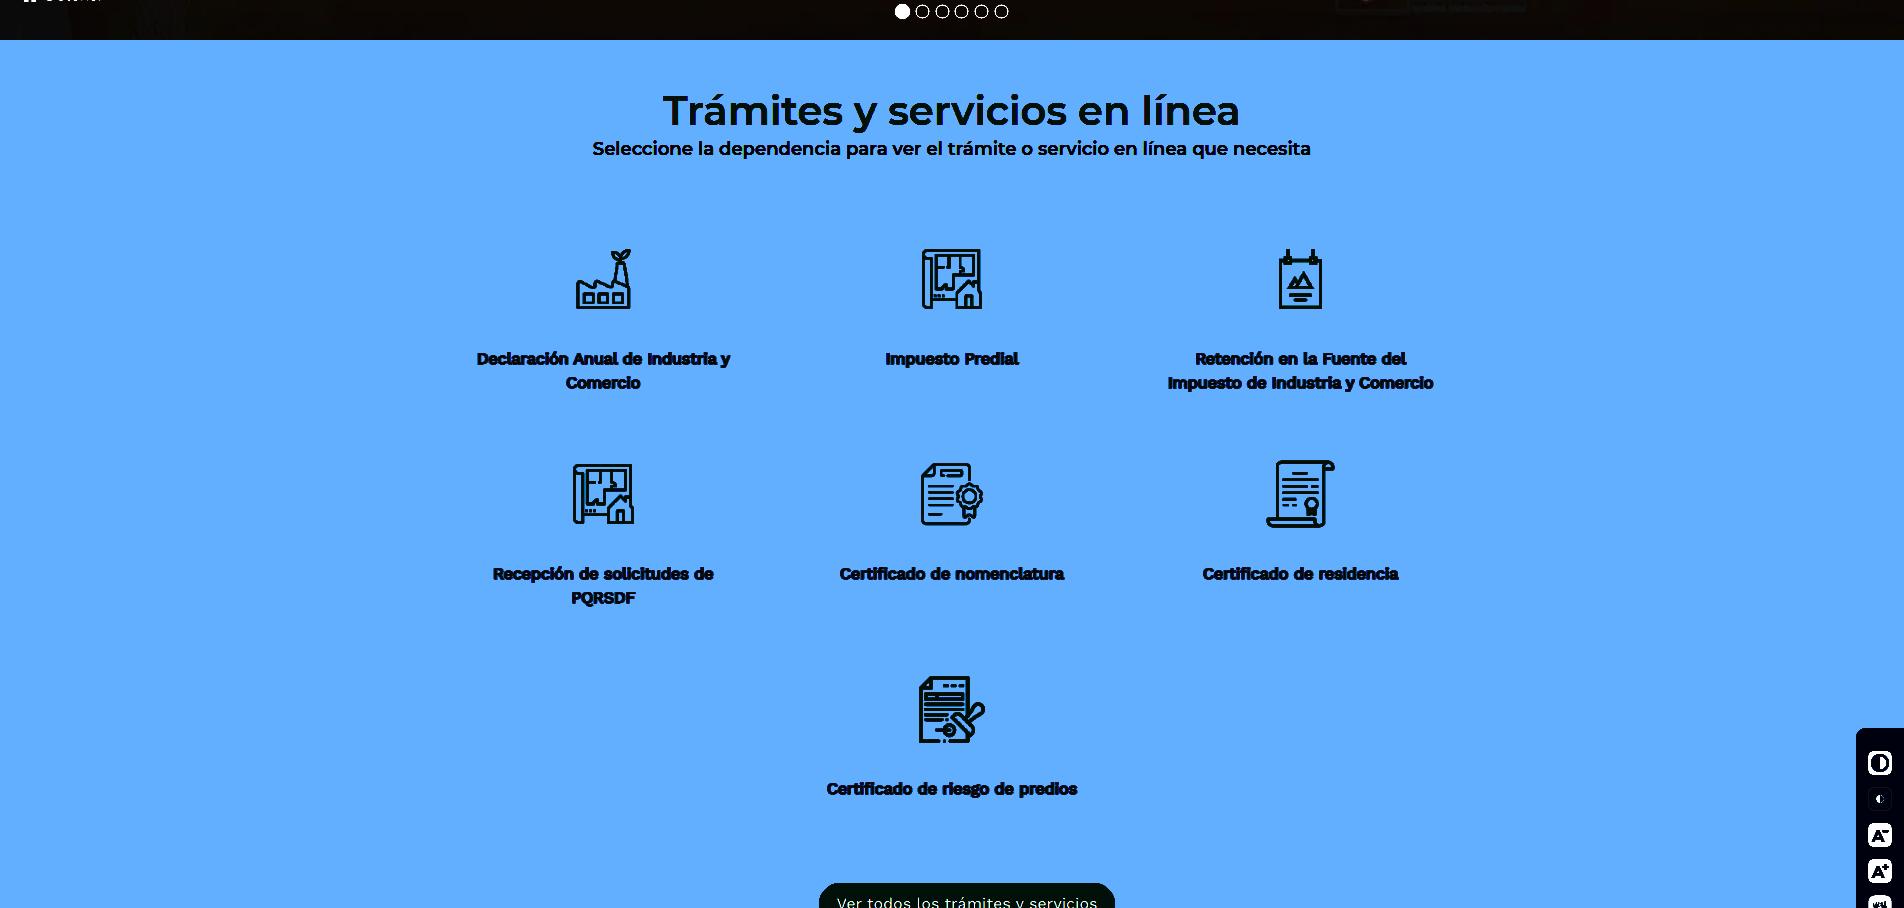 Trámites y servicios en línea
Seleccione la dependencia para ver el trámite o servicio en línea que necesita
Declaración Anual de Industria y
Comercio
Impuesto Predial
Retención en la Fuente del
Impuesto de Industria y Comercio
Recepción de solicitudes de
PQRSDF
Certificado de nomenclatura
Certificado de residencia
Certificado de riesgo de predios
Ver todos los trámites y servicios
A-
A+